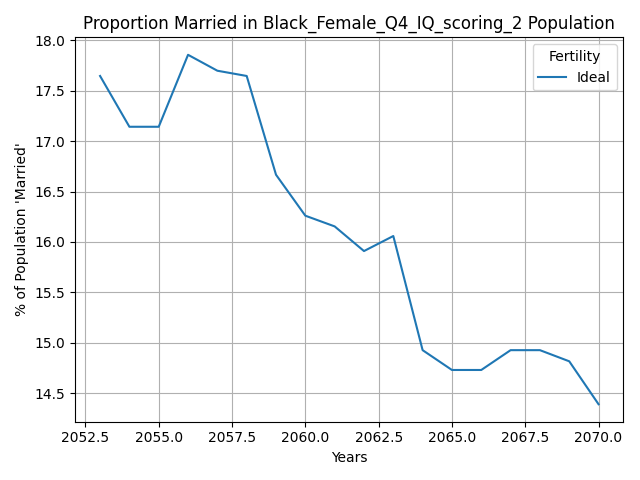 Proportion Married in Black_Female_Q4_IQ_scoring_2 Population
18.0
17.5
17.0
16.5
16.0
15.5
15.0
14.5
% of Population 'Married'
Fertility
Ideal
2052.5 2055.0 2057.5 2060.0 2062.5 2065.0 2067.5 2070.0
Years